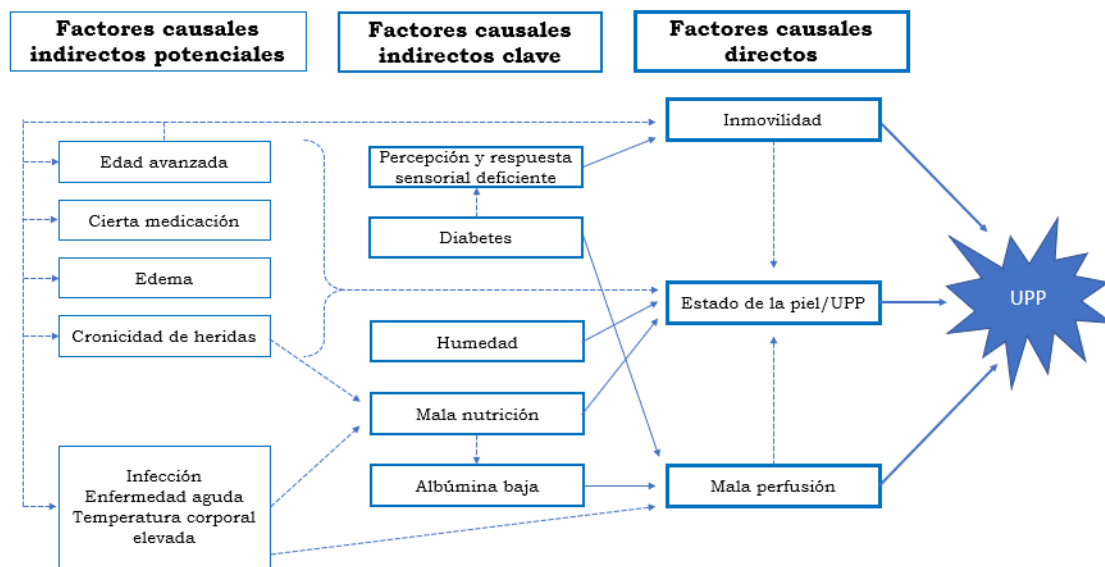 Factores causales
indirectos potenciales
Factores causales
indirectos clave
Factores causales
directos
Edad avanzada
Cierta medicación
Edema
Cronicidad de heridas
Infección
Enfermedad aguda
Temperatura corporal
elevada
Percepción y respuesta
sensorial deficiente
Diabetes
Humedad
Mala nutrición
Albúmina baja
Inmovilidad
Estado de la piel/UPP
Mala perfusión
UPP